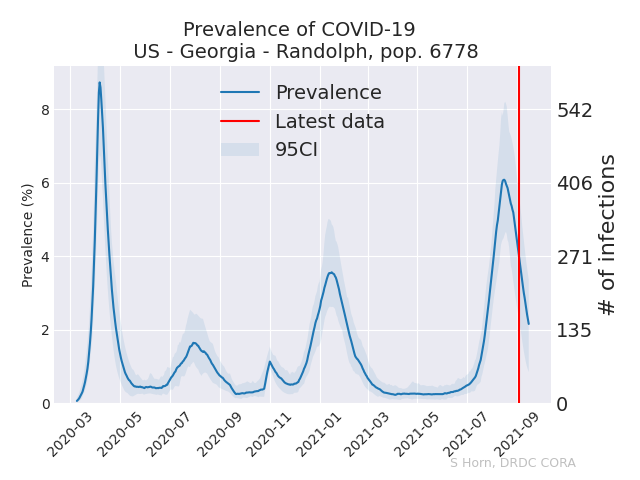 Prevalence of COVID-19
US - Georgia - Randolph, pop. 6778
Prevalence
Latest data
95CI
Prevalence (%)
8
6
4
2
0
542
406
271
135
0
# of infections
2020-03
2020-05
2020-07
2020-09
2020-11
2021-01
2021-03
2021-05
2021-07
2021-09
S Horn, DRDC CORA